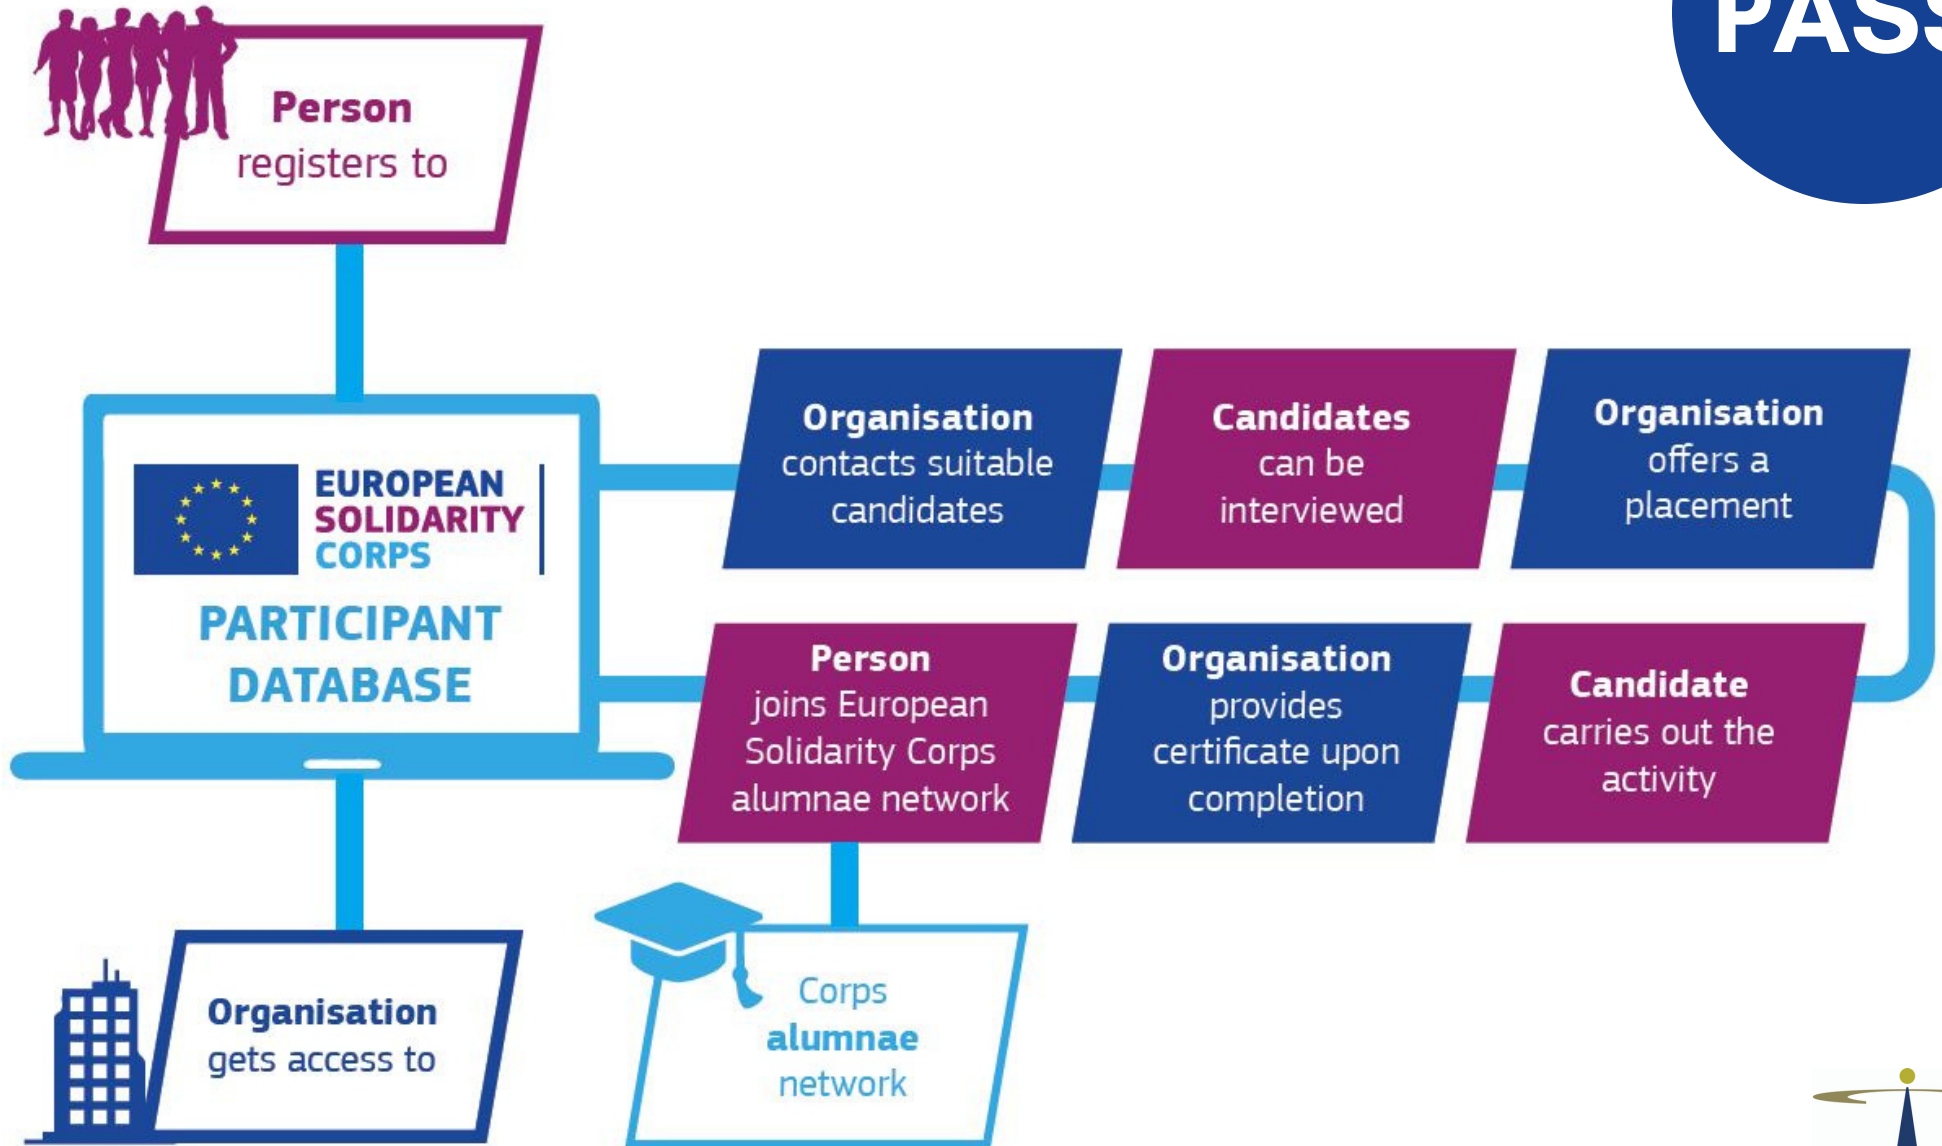 PASS
Person
registers to
EUROPEAN
SOLIDARITY
CORPS
PARTICIPANT
DATABASE
Organisation
contacts suitable
candidates
Candidates
can be
interviewed
Organisation
offers a
placement
Person
joins European
Solidarity Corps
alumnae network
Organisation
provides
certificate upon
completion
Candidate
carries out the
activity
Organisation
gets access to
Corps
alumnae
network